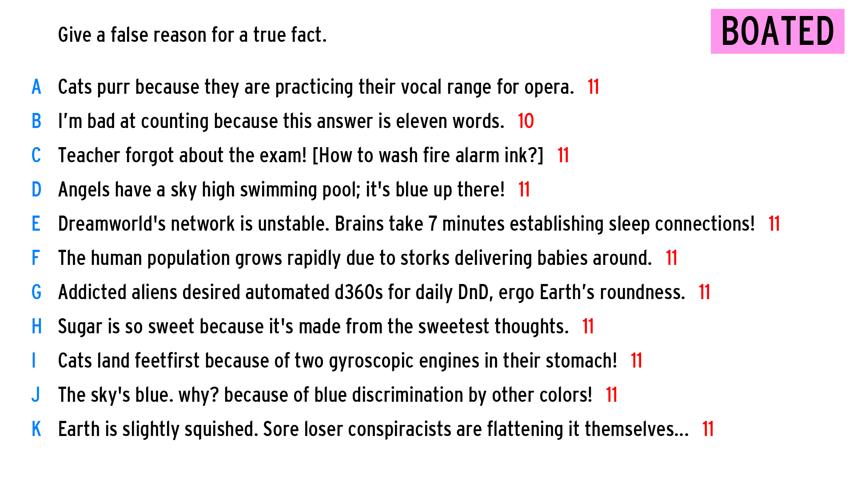 Give a false reason for a true fact.
BOATED
A Cats purr because they are practicing their vocal range for opera. 11
B I’m bad at counting because this answer is eleven words. 10
C Teacher forgot about the exam! [How to wash fire alarm ink?] 11
D Angels have a sky high swimming pool; it's blue up there! 11
E Dreamworld's network is unstable. Brains take 7 minutes establishing sleep connections! 11
F The human population grows rapidly due to storks delivering babies around. 11
G Addicted aliens desired automated d360s for daily DnD, ergo Earth’s roundness. 11
H Sugar is so sweet because it's made from the sweetest thoughts. 11
I Cats land feetfirst because of two gyroscopic engines in their stomach! 11
J The sky's blue. why? because of blue discrimination by other colors! 11
K Earth is slightly squished. Sore loser conspiracists are flattening it themselves... 11